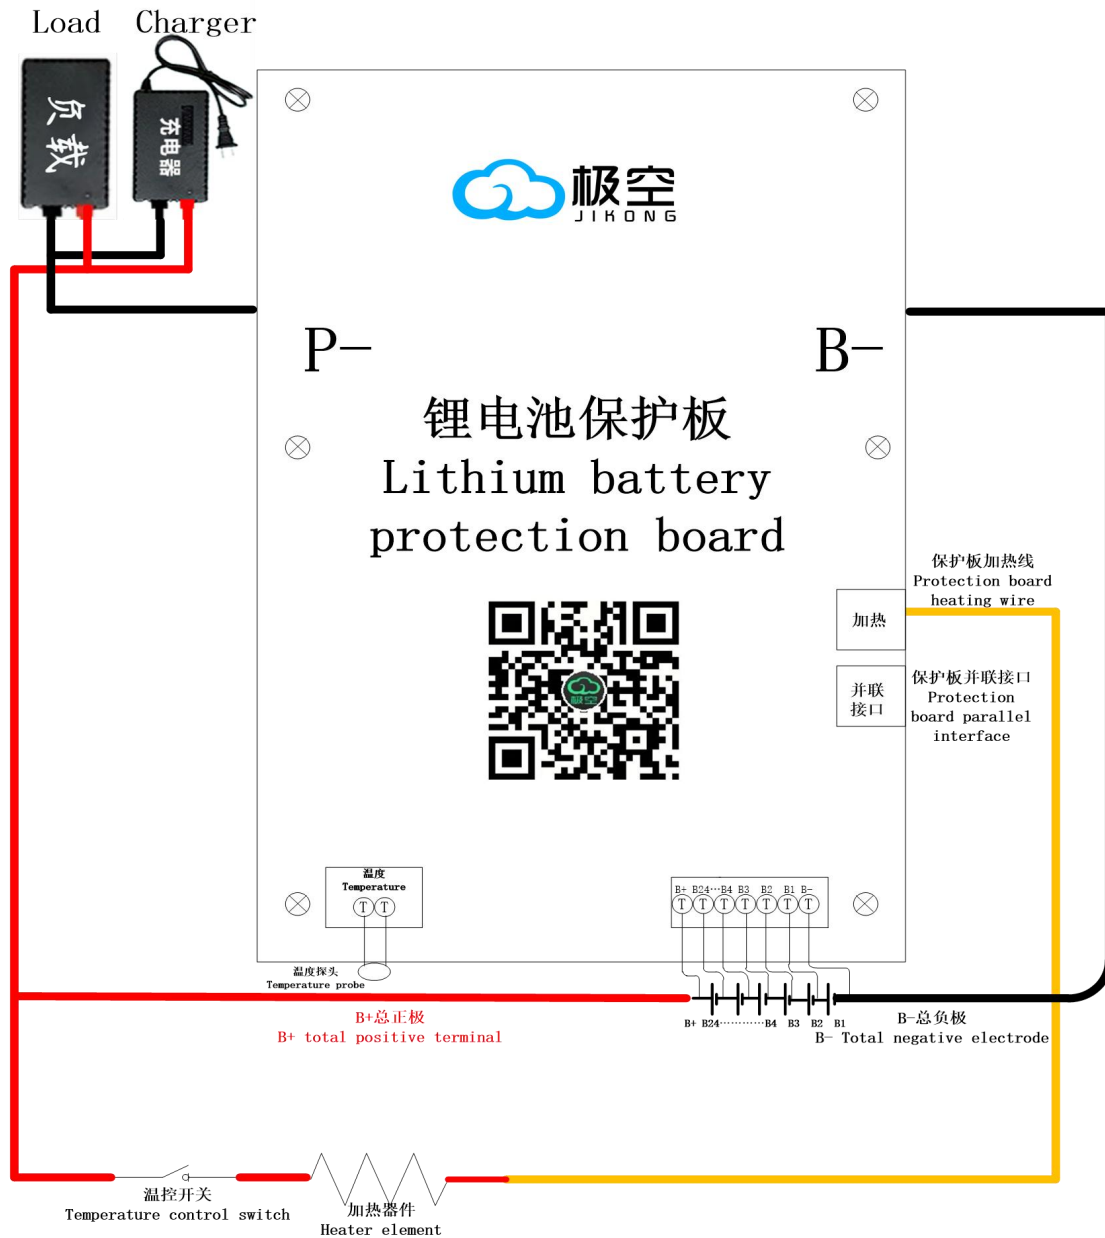 Load
Charger
负载
充电器
极空
JIKONG
P-
B-
锂电池保护板
Lithium battery
protection board
保护板加热线
Protection board
heating wire
加热
保护板并联接口
Protection
board parallel
interface
并联
接口
极空
温度
Temperature
T T
B+ B24···B4 B3 B2 B1 B-
T T T T T T T
温度探头
Temperature probe
B+总正极
B+ total positive terminal
B+ B24············B4 B3 B2 B1
B-总负极
B- Total negative electrode
温控开关
Temperature control switch
加热器件
Heater element